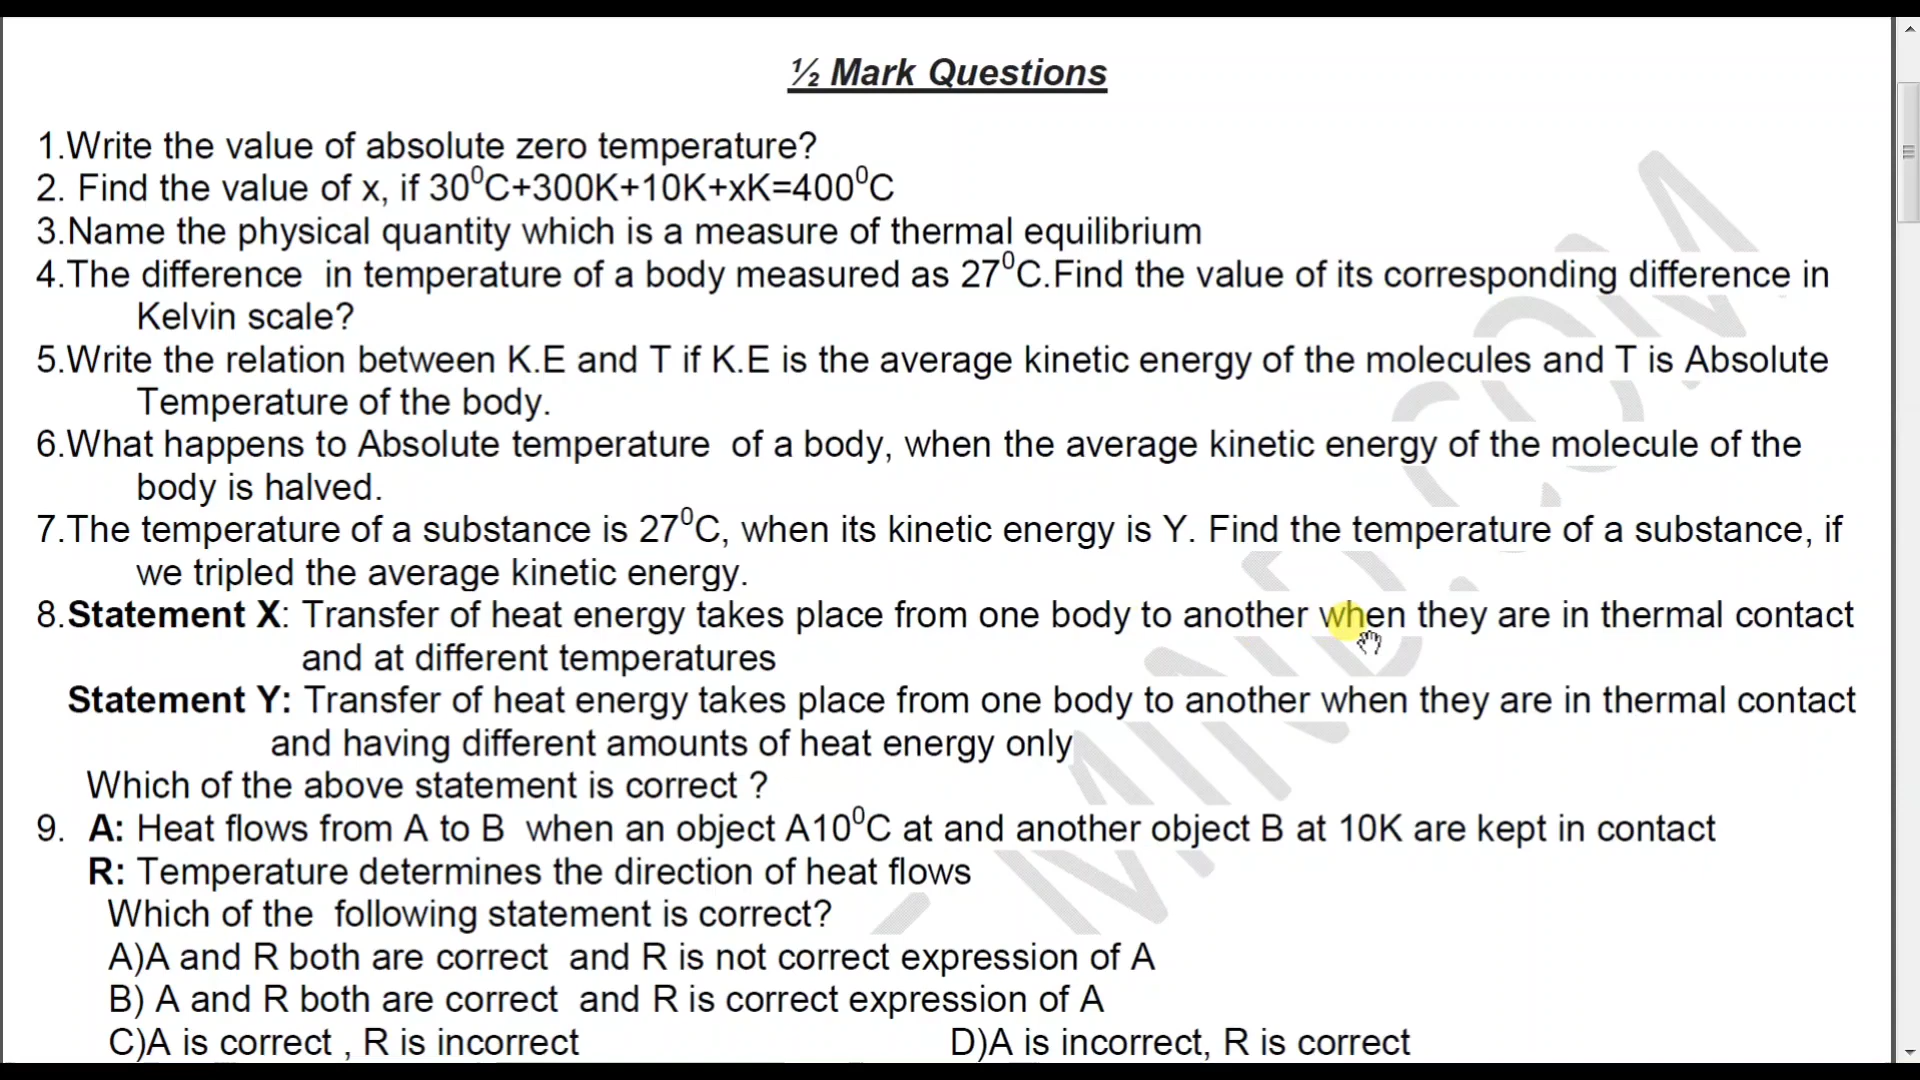 ½ Mark Questions
1.Write the value of absolute zero temperature?
2. Find the value of x, if 30⁰C+300K+10K+xK=400⁰C
3.Name the physical quantity which is a measure of thermal equilibrium
4.The difference in temperature of a body measured as 27⁰C.Find the value of its corresponding difference in
Kelvin scale?
5.Write the relation between K.E and T if K.E is the average kinetic energy of the molecules and T is Absolute
Temperature of the body.
6.What happens to Absolute temperature of a body, when the average kinetic energy of the molecule of the
body is halved.
7.The temperature of a substance is 27⁰C, when its kinetic energy is Y. Find the temperature of a substance, if
we tripled the average kinetic energy.
8.Statement X: Transfer of heat energy takes place from one body to another when they are in thermal contact
and at different temperatures
Statement Y: Transfer of heat energy takes place from one body to another when they are in thermal contact
and having different amounts of heat energy only
Which of the above statement is correct ?
9. A: Heat flows from A to B when an object A10⁰C at and another object B at 10K are kept in contact
R: Temperature determines the direction of heat flows
Which of the following statement is correct?
A)A and R both are correct and R is not correct expression of A
B) A and R both are correct and R is correct expression of A
C)A is correct , R is incorrect D)A is incorrect, R is correct